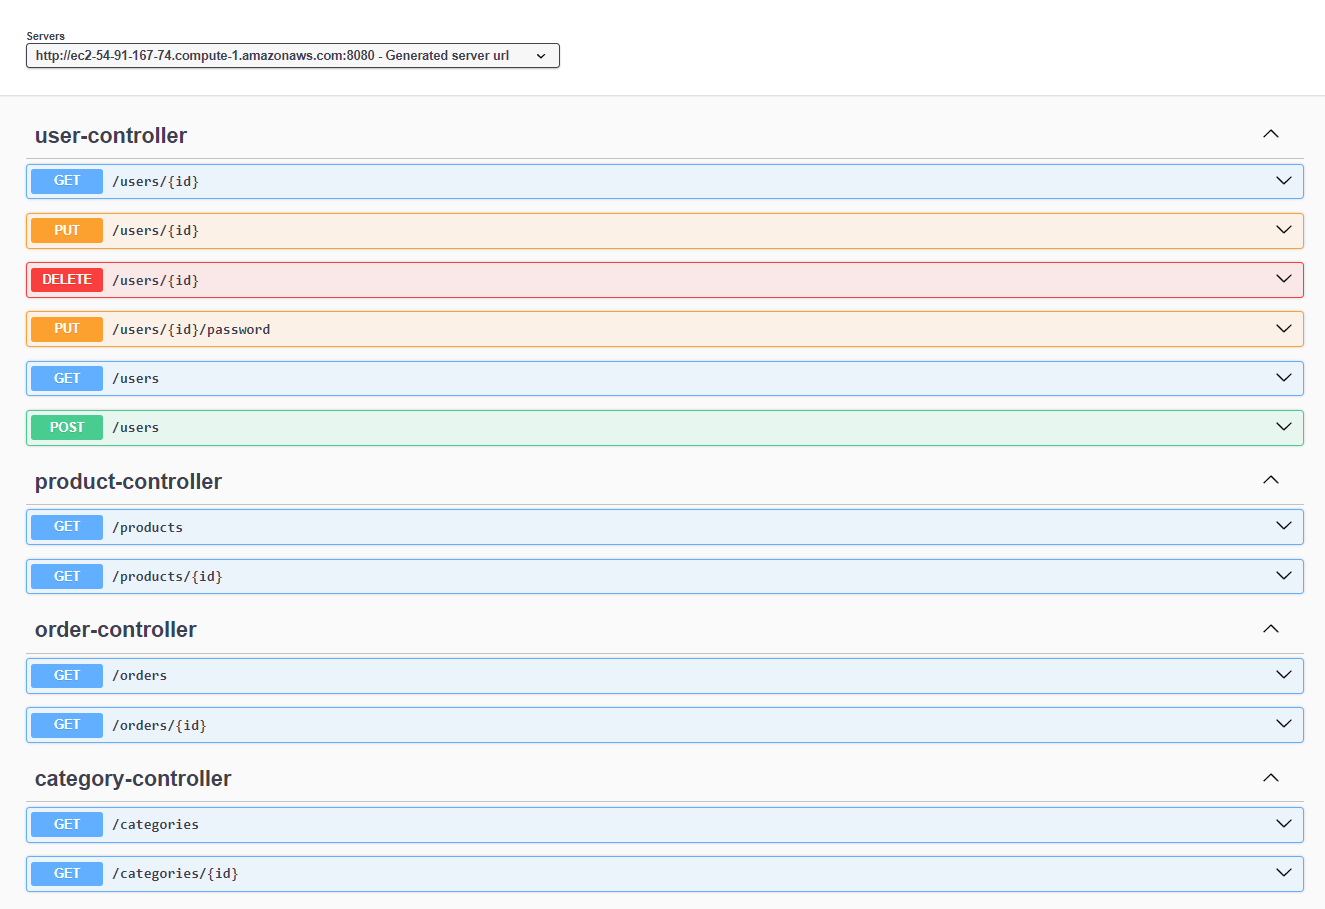 Servers
http://ec2-54-91-167-74.compute-1.amazonaws.com:8080 - Generated server url
user-controller
GET /users/{id}
PUT /users/{id}
DELETE /users/{id}
PUT /users/{id}/password
GET /users
POST /users
product-controller
GET /products
GET /products/{id}
order-controller
GET /orders
GET /orders/{id}
category-controller
GET /categories
GET /categories/{id}